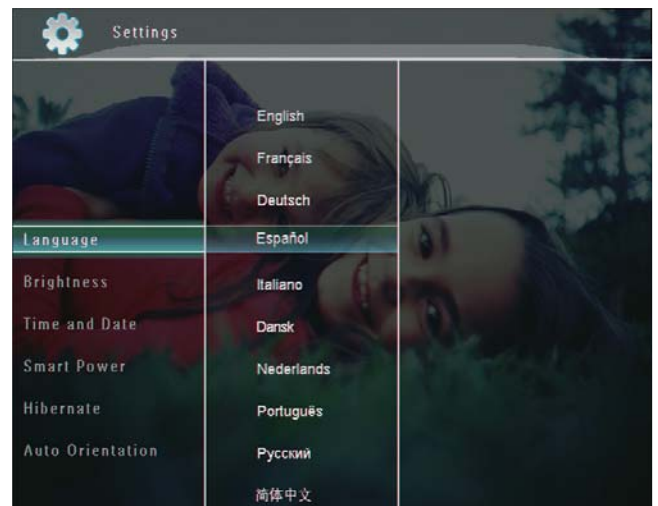 Settings
Language
Brightness
Time and Date
Smart Power
Hibernate
Auto Orientation
English
Français
Deutsch
Español
Italiano
Dansk
Nederlands
Português
Русский
简体中文